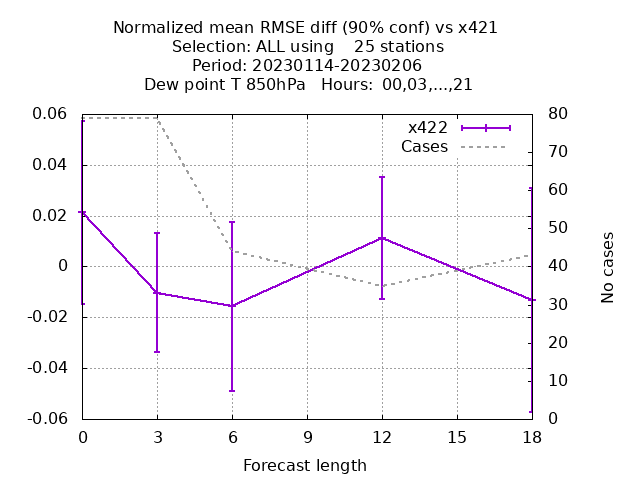 Normalized mean RMSE diff (90% conf) vs x421
Selection: ALL using    25 stations
Period: 20230114-20230206
Dew point T 850hPa   Hours:  00,03,...,21
x422
Cases
0.06
0.04
0.02
0
-0.02
-0.04
-0.06
80
70
60
50
40
30
20
10
0
No cases
0 3 6 9 12 15 18
Forecast length